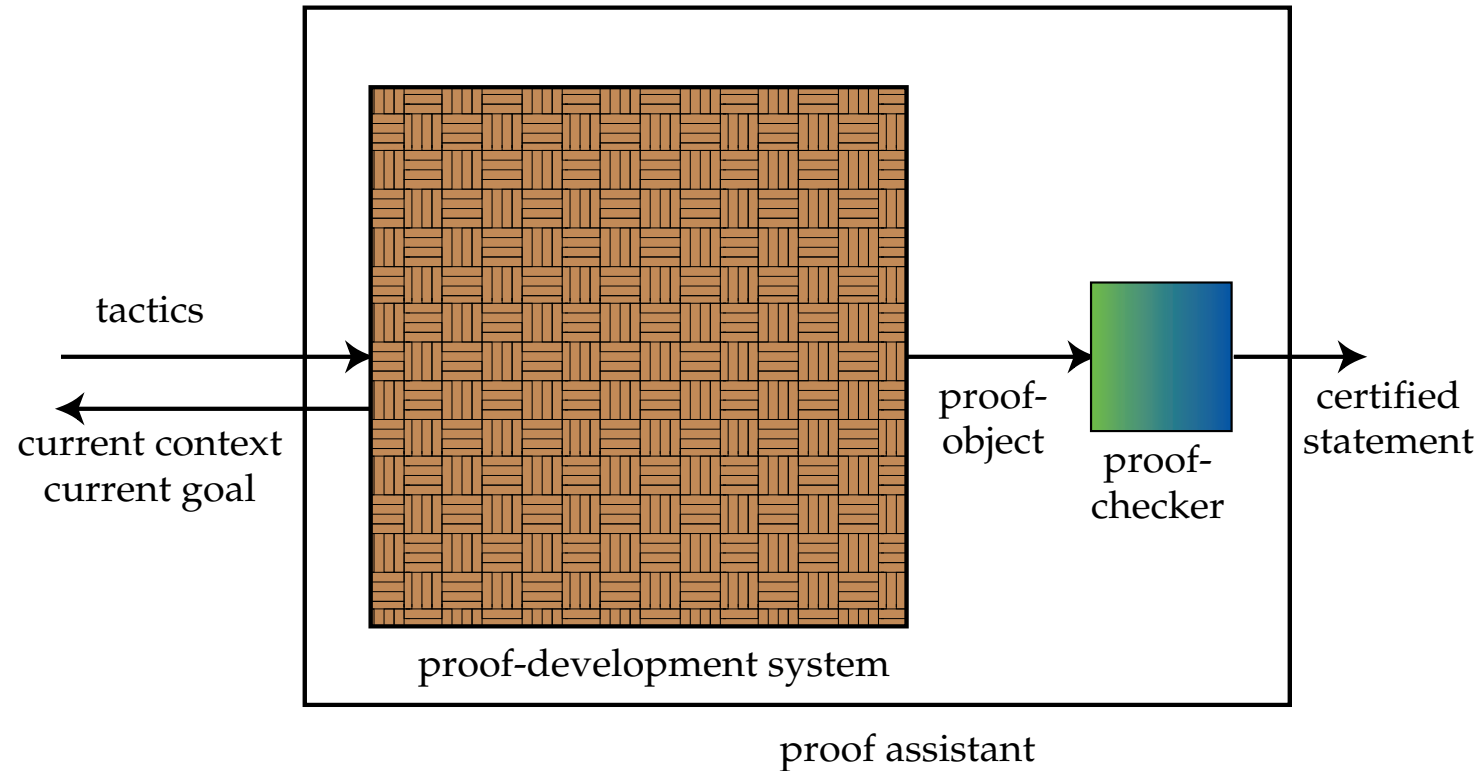 tactics
current context
current goal
proof-
object
proof-
checker
certified
statement
proof-development system
proof assistant